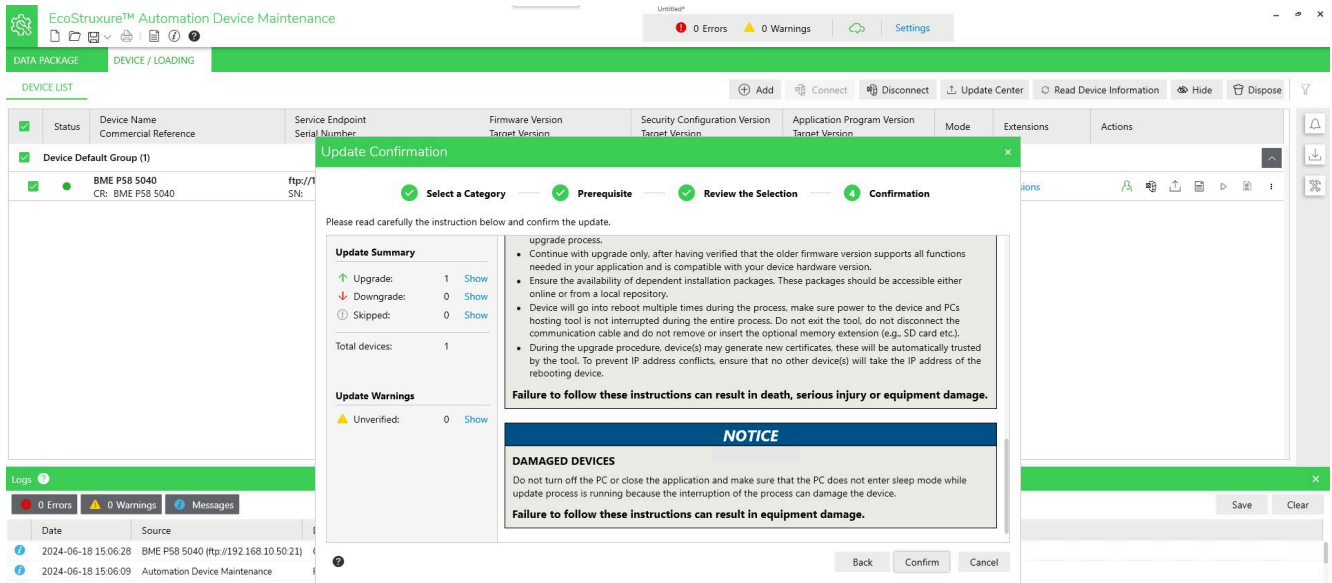 Untitled*
EcoStruxure™ Automation Device Maintenance
0 Errors 0 Warnings Settings
DATA PACKAGE DEVICE / LOADING
DEVICE LIST
Add Connect Disconnect Update Center Read Device Information Hide Dispose
Status Device Name Service Endpoint Firmware Version Security Configuration Version Application Program Version Mode Extensions Actions
Commercial Reference Serial Number Target Version Target Version Target Version
Device Default Group (1)
BME P58 5040 ftp://1
CR: BME P58 5040 SN:
Update Confirmation
Select a Category Prerequisite Review the Selection 4 Confirmation
Please read carefully the instruction below and confirm the update.
Update Summary
Upgrade: 1 Show
Downgrade: 0 Show
Skipped: 0 Show
Total devices: 1
Update Warnings
Unverified: 0 Show
upgrade process.
• Continue with upgrade only, after having verified that the older firmware version supports all functions
needed in your application and is compatible with your device hardware version.
• Ensure the availability of dependent installation packages. These packages should be accessible either
online or from a local repository.
• Device will go into reboot multiple times during the process, make sure power to the device and PCs
hosting tool is not interrupted during the entire process. Do not exit the tool, do not disconnect the
communication cable and do not remove or insert the optional memory extension (e.g., SD card etc.).
• During the upgrade procedure, device(s) may generate new certificates, these will be automatically trusted
by the tool. To prevent IP address conflicts, ensure that no other device(s) will take the IP address of the
rebooting device.
Failure to follow these instructions can result in death, serious injury or equipment damage.
NOTICE
DAMAGED DEVICES
Do not turn off the PC or close the application and make sure that the PC does not enter sleep mode while
update process is running because the interruption of the process can damage the device.
Failure to follow these instructions can result in equipment damage.
Back Confirm Cancel
Logs
0 Errors 0 Warnings Messages Save Clear
Date Source
2024-06-18 15:06:28 BME P58 5040 (ftp://192.168.10.50:21)
2024-06-18 15:06:09 Automation Device Maintenance